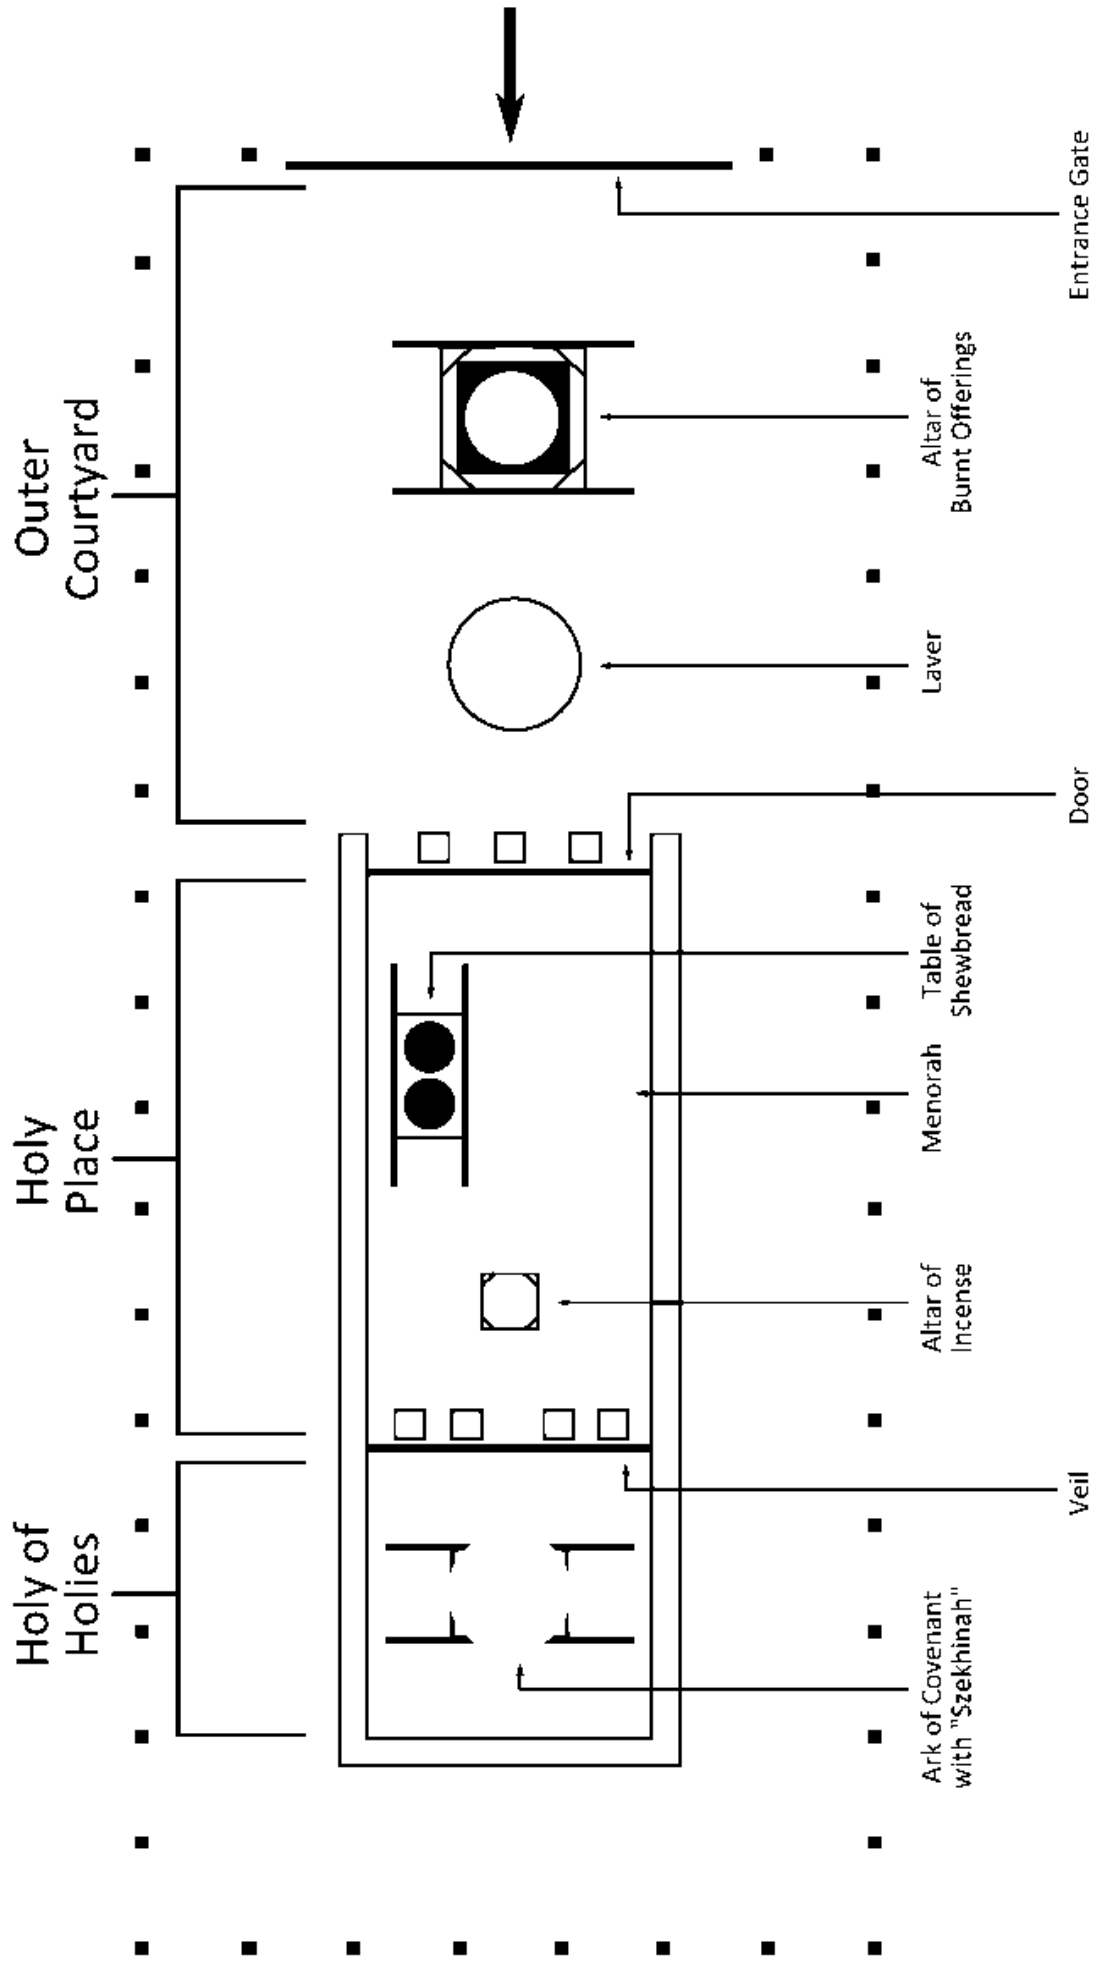 Holy of
Holies
Holy
Place
Outer
Courtyard
Ark of Covenant
with "Szekhinah"
Altar of
Incense
Menorah
Table of
Shewbread
Laver
Altar of
Burnt Offerings
Veil
Door
Entrance Gate